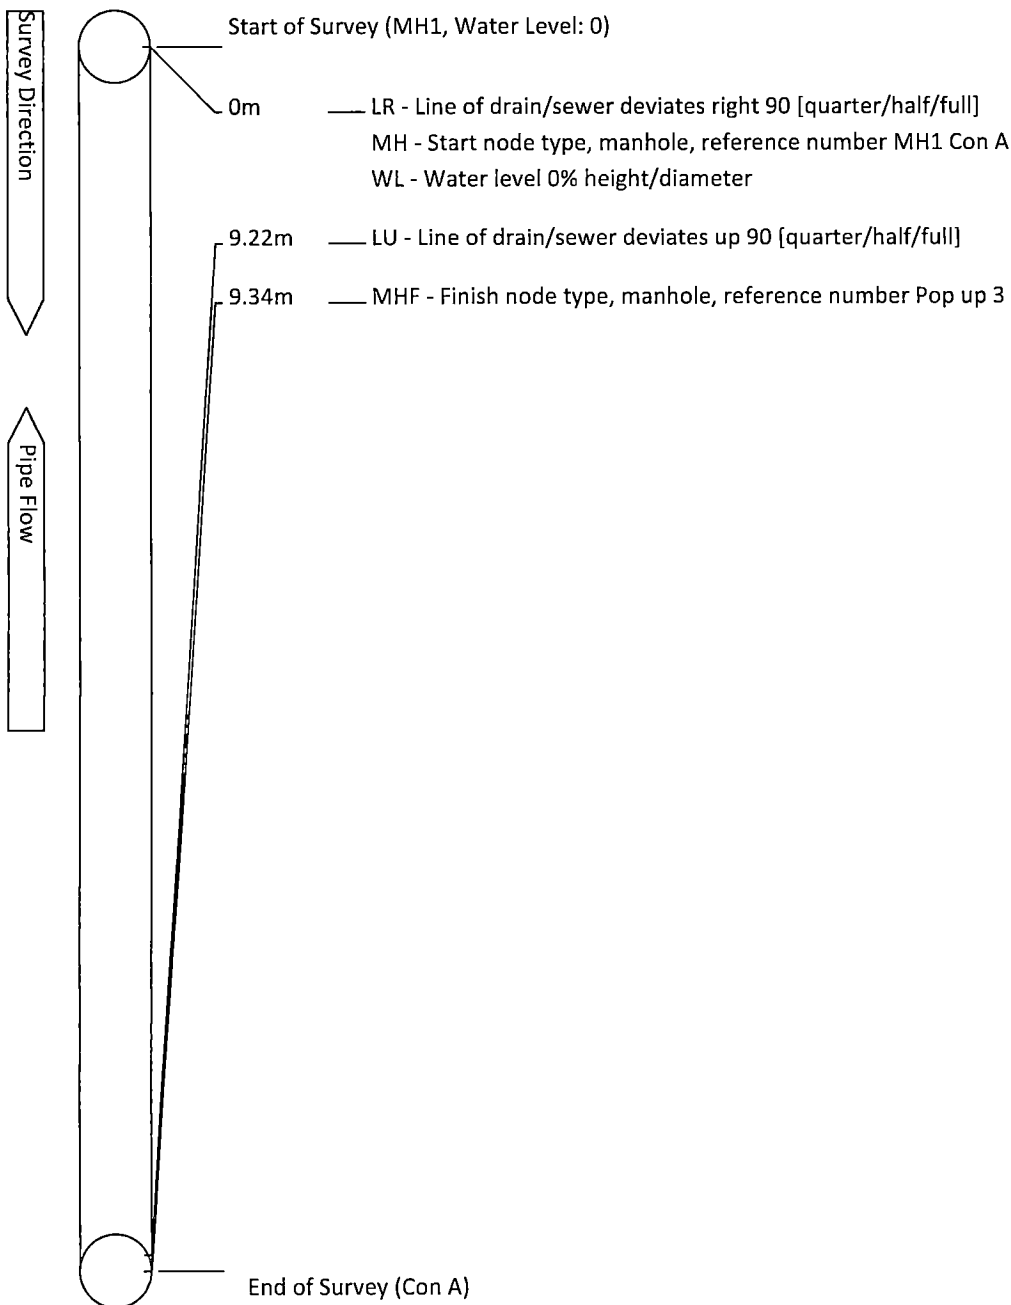 Survey Direction
Pipe Flow
Start of Survey (MH1, Water Level: 0)
0m LR - Line of drain/sewer deviates right 90 [quarter/half/full]
MH - Start node type, manhole, reference number MH1 Con A
WL - Water level 0% height/diameter
9.22m LU - Line of drain/sewer deviates up 90 [quarter/half/full]
9.34m MHF - Finish node type, manhole, reference number Pop up 3
End of Survey (Con A)